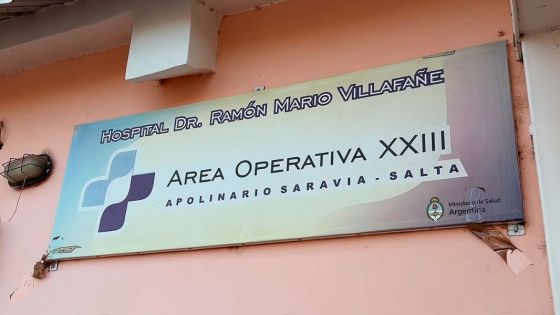 HOSPITAL DR. RAMÓN MARIO VILLAFAÑE
AREA OPERATIVA XXIII
APOLINARIO SARAVIA - SALTA
Ministerio de Salud
Argentina